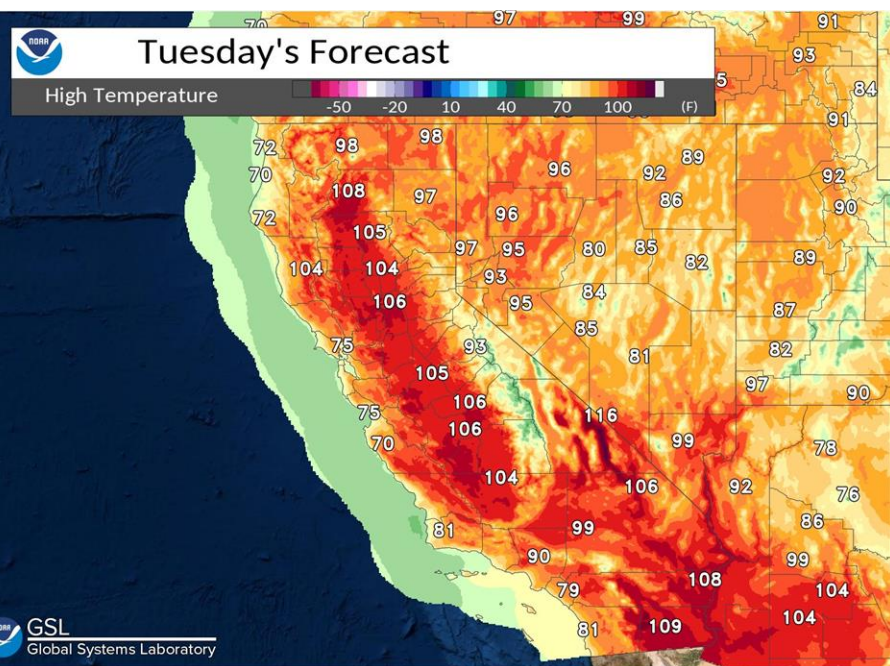 70 97 99 91
NOAA
Tuesday's Forecast
93
High Temperature
-50 -20 10 40 70 100 (F)
5
84
91
72 98 98
96 89
70 92 92
108 97 86
72 96 90
105
97 95 80 85
104 104 82 89
93
106 95 84
87
85
75 93 81 82
105 97 90
106
75 116
106 99 78
70
104 106 92 76
81 99 86
90 99
108
79 104
104
81 109
NOAA
GSL
Global Systems Laboratory